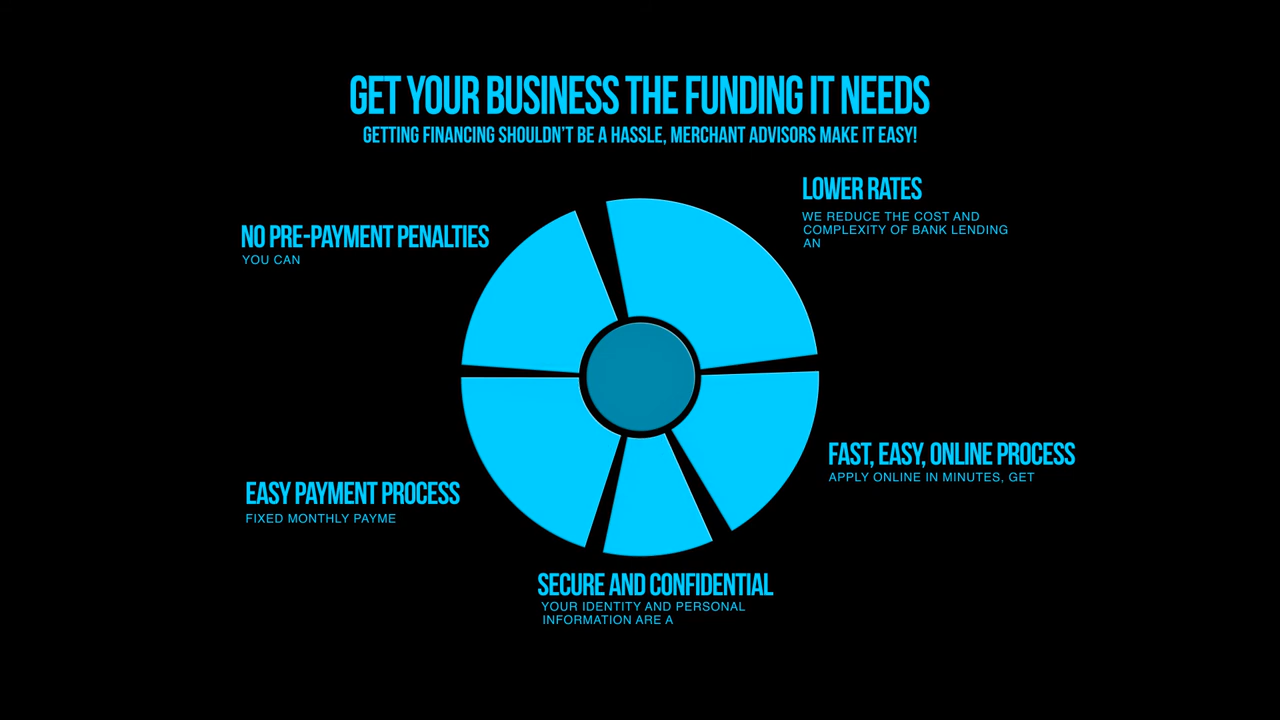 GET YOUR BUSINESS THE FUNDING IT NEEDS
GETTING FINANCING SHOULDN'T BE A HASSLE, MERCHANT ADVISORS MAKE IT EASY!
LOWER RATES
WE REDUCE THE COST AND
COMPLEXITY OF BANK LENDING
AN
NO PRE-PAYMENT PENALTIES
YOU CAN
FAST, EASY, ONLINE PROCESS
APPLY ONLINE IN MINUTES, GET
EASY PAYMENT PROCESS
FIXED MONTHLY PAYME
SECURE AND CONFIDENTIAL
YOUR IDENTITY AND PERSONAL
INFORMATION ARE A